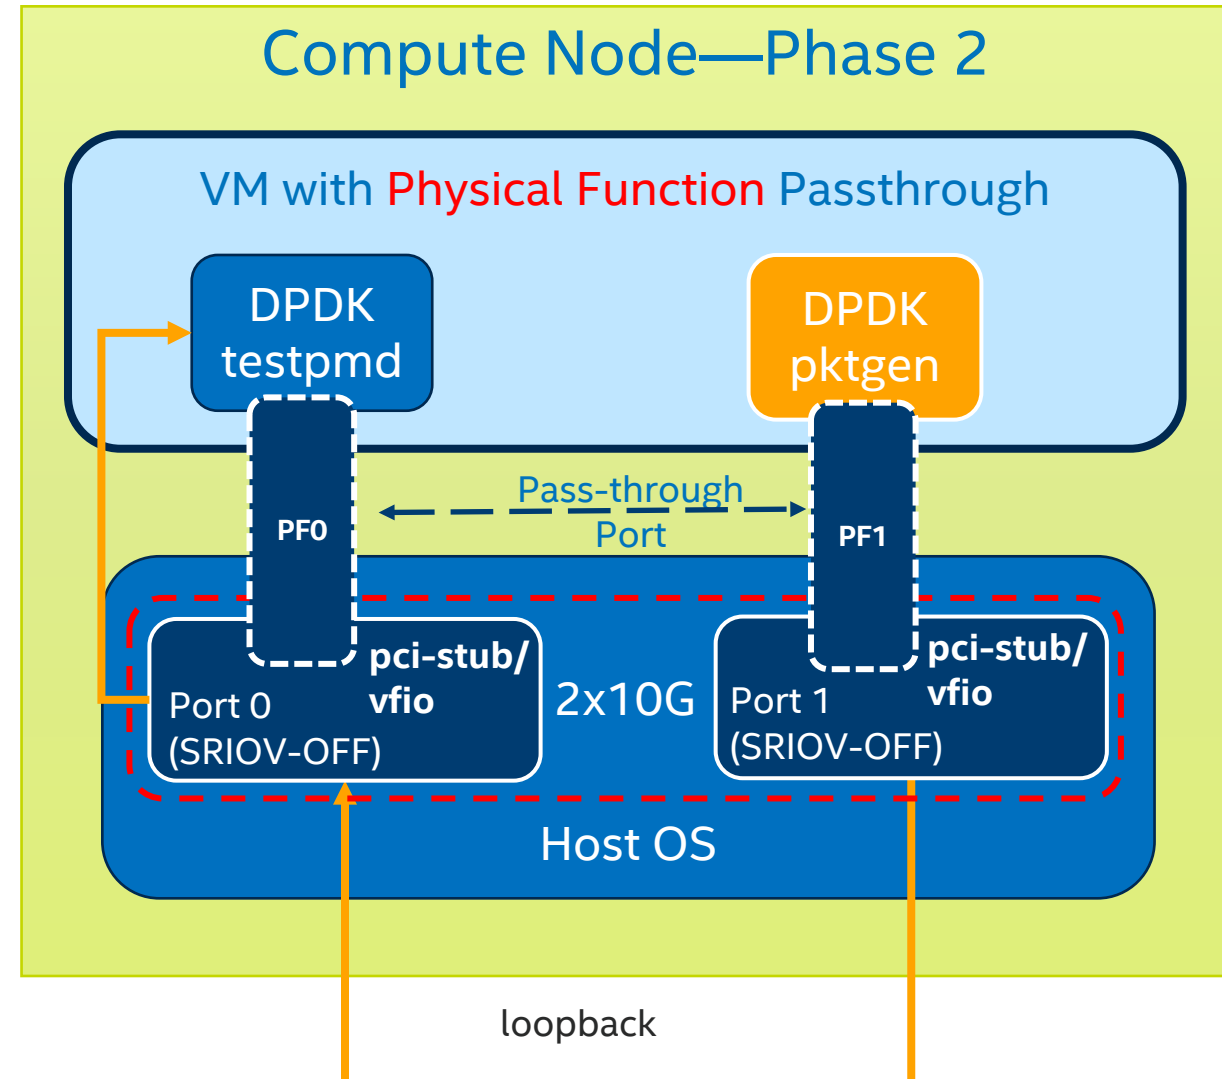 Compute Node—Phase 2
VM with Physical Function Passthrough
DPDK
testpmd
DPDK
pktgen
Pass-through
Port
PF0
PF1
pci-stub/
vfio
Port 0
(SRIOV-OFF)
2x10G
pci-stub/
vfio
Port 1
(SRIOV-OFF)
Host OS
loopback